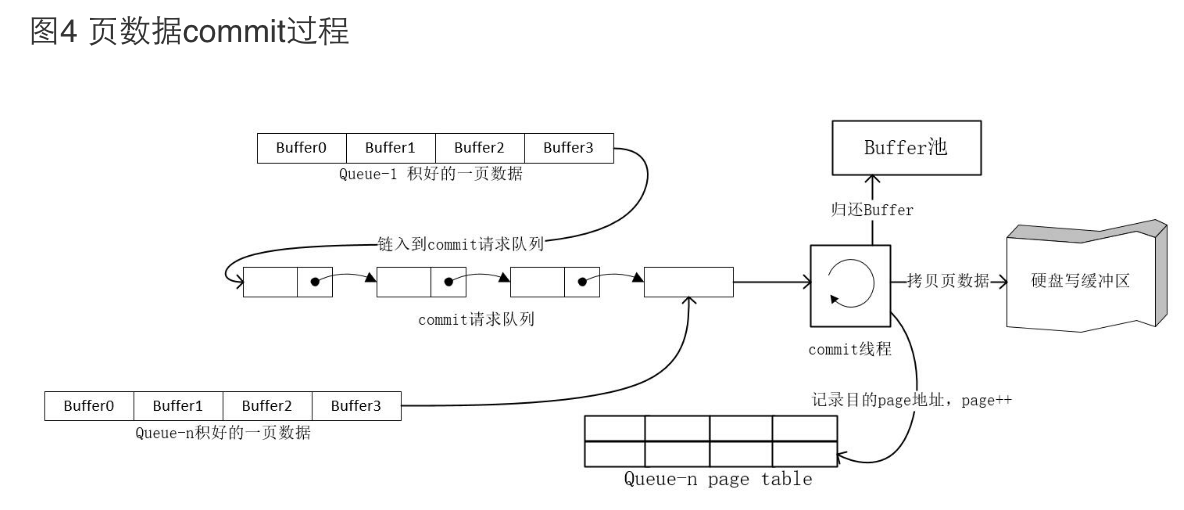 图4 页数据commit过程
Buffer0 Buffer1 Buffer2 Buffer3
Queue-1 积好的一页数据
Buffer池
归还Buffer
链入到commit请求队列
拷贝页数据
硬盘写缓冲区
commit请求队列
commit线程
Buffer0 Buffer1 Buffer2 Buffer3
Queue-n积好的一页数据
记录目的page地址，page++
Queue-n page table